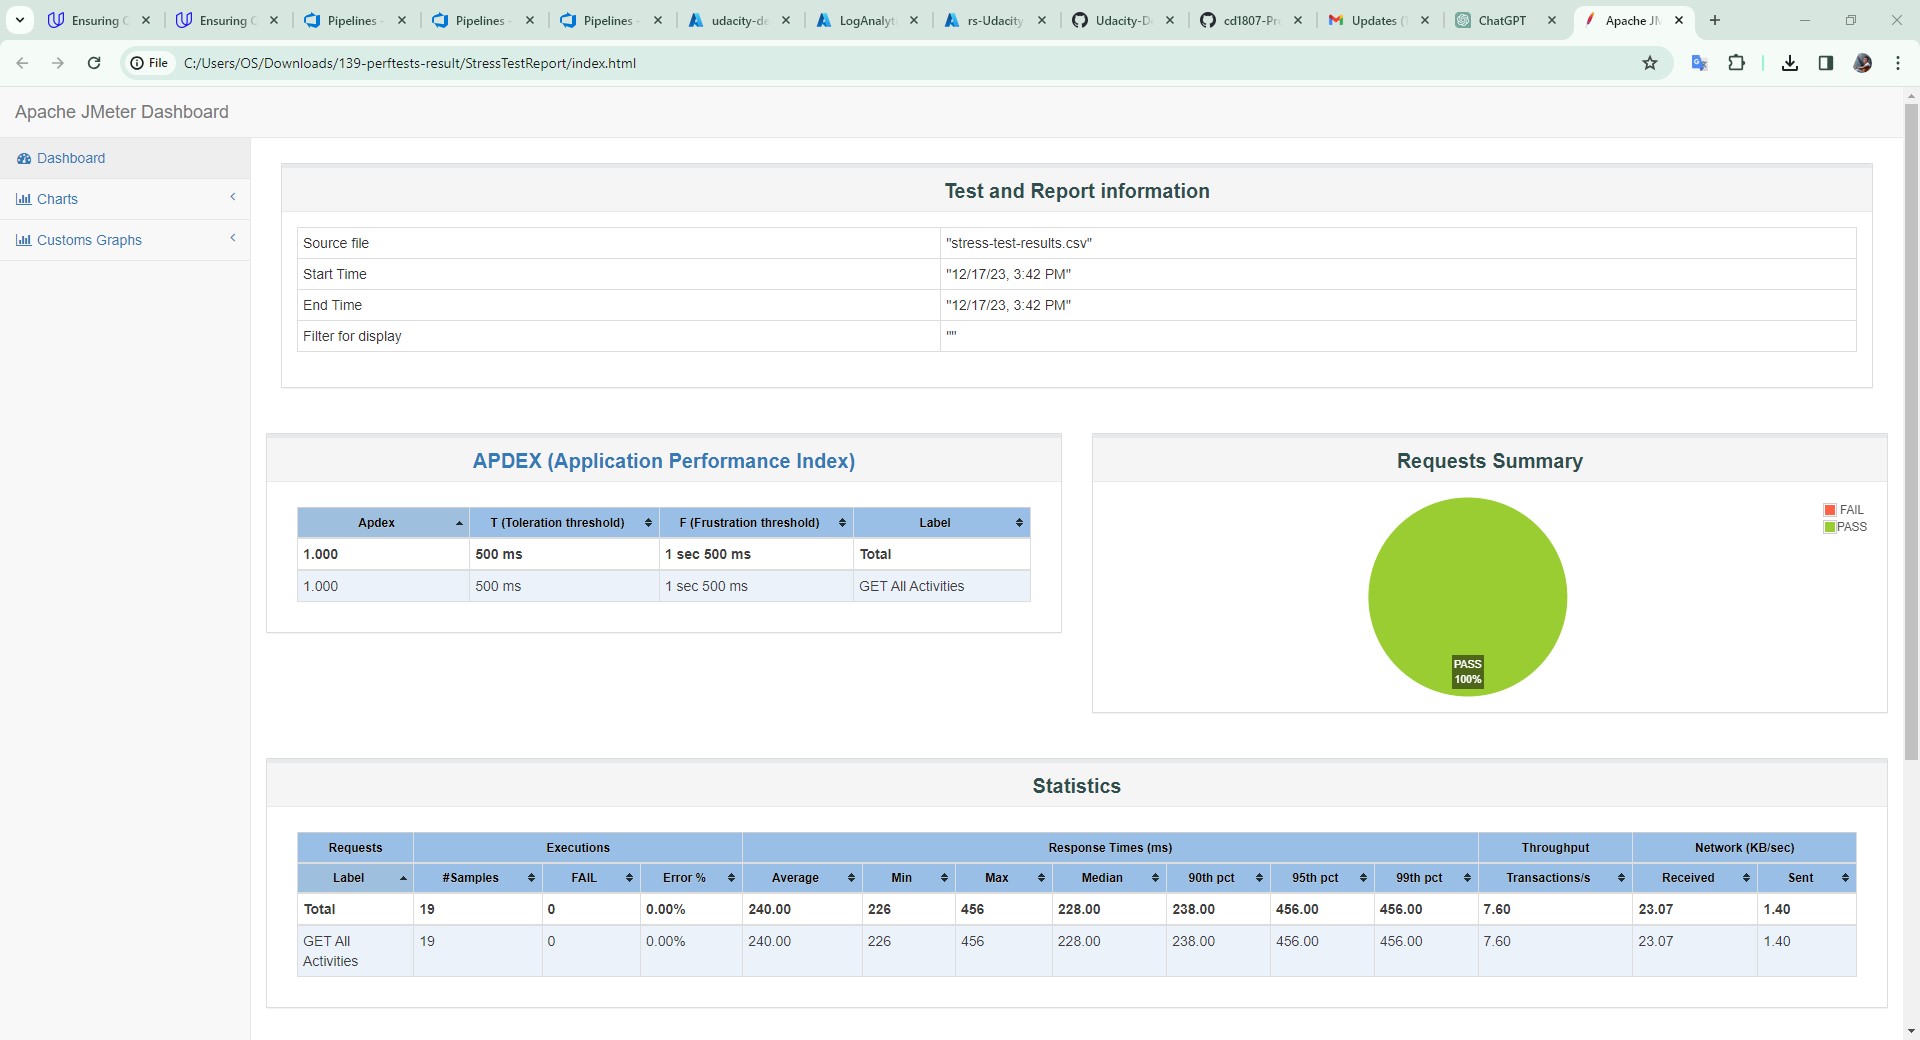 Ensuring Ensuring Pipelines Pipelines Pipelines udacity-de LogAnalyt rs-Udacity Udacity-D cd1807-Pr Updates ( ChatGPT Apache JM
File C:/Users/OS/Downloads/139-perftests-result/StressTestReport/index.html
Apache JMeter Dashboard
Dashboard
Charts
Customs Graphs
Test and Report information
Source file "stress-test-results.csv"
Start Time "12/17/23, 3:42 PM"
End Time "12/17/23, 3:42 PM"
Filter for display ""
APDEX (Application Performance Index)
Apdex T (Toleration threshold) F (Frustration threshold) Label
1.000 500 ms 1 sec 500 ms Total
1.000 500 ms 1 sec 500 ms GET All Activities
Requests Summary
FAIL
PASS
PASS
100%
Statistics
Requests Executions Response Times (ms) Throughput Network (KB/sec)
Label #Samples FAIL Error % Average Min Max Median 90th pct 95th pct 99th pct Transactions/s Received Sent
Total 19 0 0.00% 240.00 226 456 228.00 238.00 456.00 456.00 7.60 23.07 1.40
GET All 19 0 0.00% 240.00 226 456 228.00 238.00 456.00 456.00 7.60 23.07 1.40
Activities